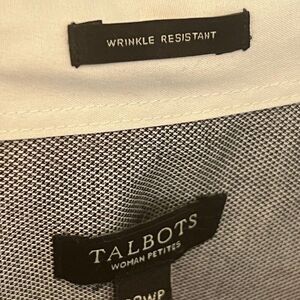 WRINKLE RESISTANT
TALBOTS
WOMAN PETITES